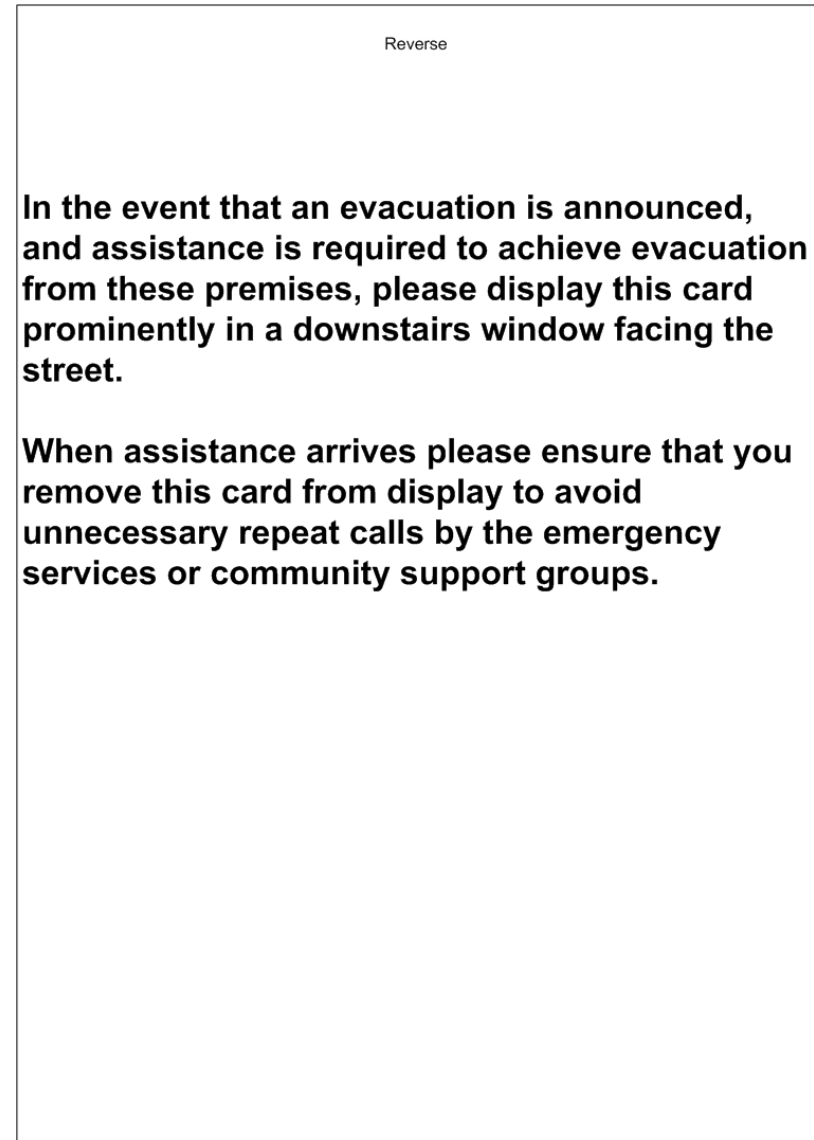 Reverse
In the event that an evacuation is announced,
and assistance is required to achieve evacuation
from these premises, please display this card
prominently in a downstairs window facing the
street.
When assistance arrives please ensure that you
remove this card from display to avoid
unnecessary repeat calls by the emergency
services or community support groups.